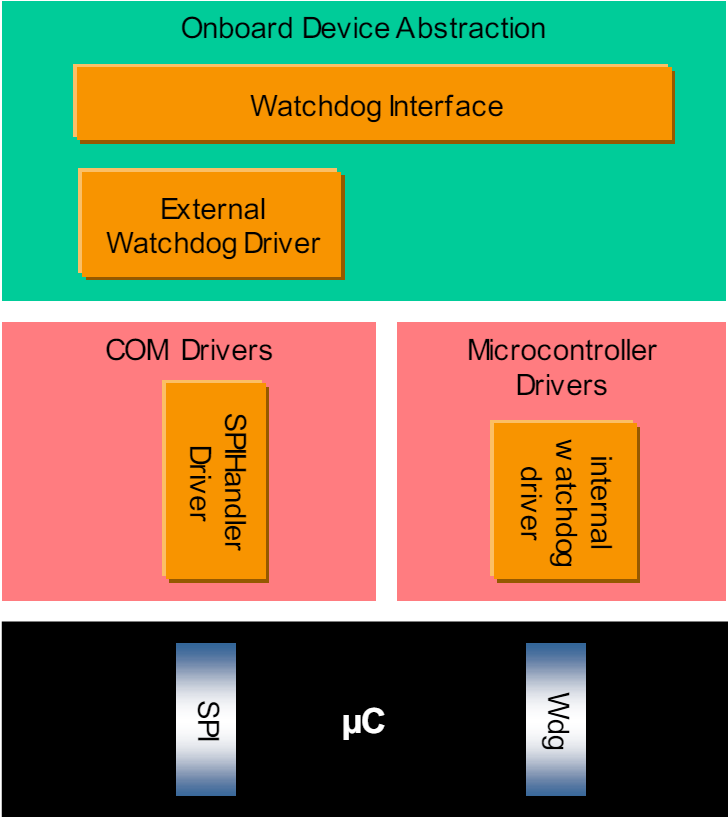 Onboard Device Abstraction
Watchdog Interface
External
Watchdog Driver
COM Drivers
SPIHandler
Driver
Microcontroller
Drivers
internal
watchdog
driver
SPI
µC
Wdg